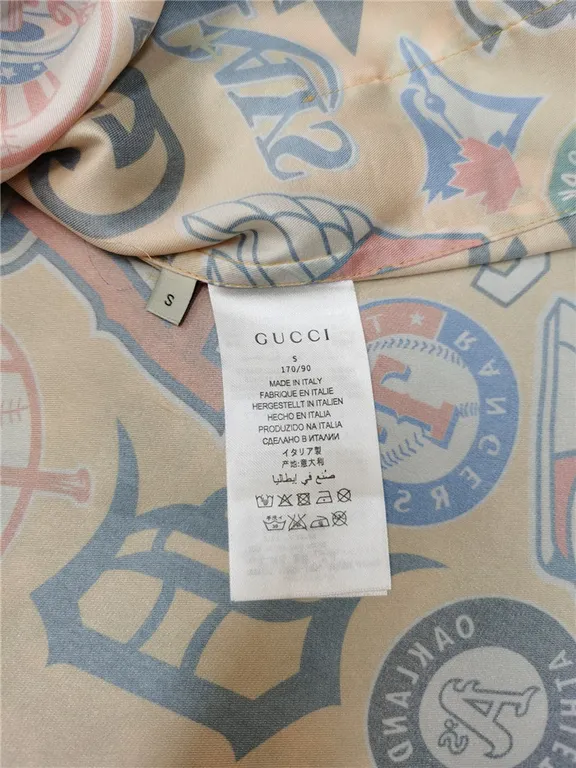 S
GUCCI
S
170/90
MADE IN ITALY
FABRIQUE EN ITALIE
HERGESTELLT IN ITALIEN
HECHO EN ITALIA
PRODUZIDO NA ITALIA
СДЕЛАНО В ИТАЛИИ
イタリア製
产地:意大利
صنع في إيطاليا
RANGERS
T
OAKLAND
A